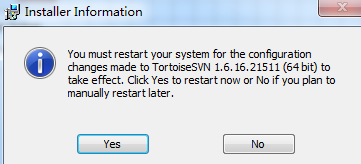 Installer Information
You must restart your system for the configuration
changes made to TortoiseSVN 1.6.16.21511 (64 bit) to
take effect. Click Yes to restart now or No if you plan to
manually restart later.
Yes
No